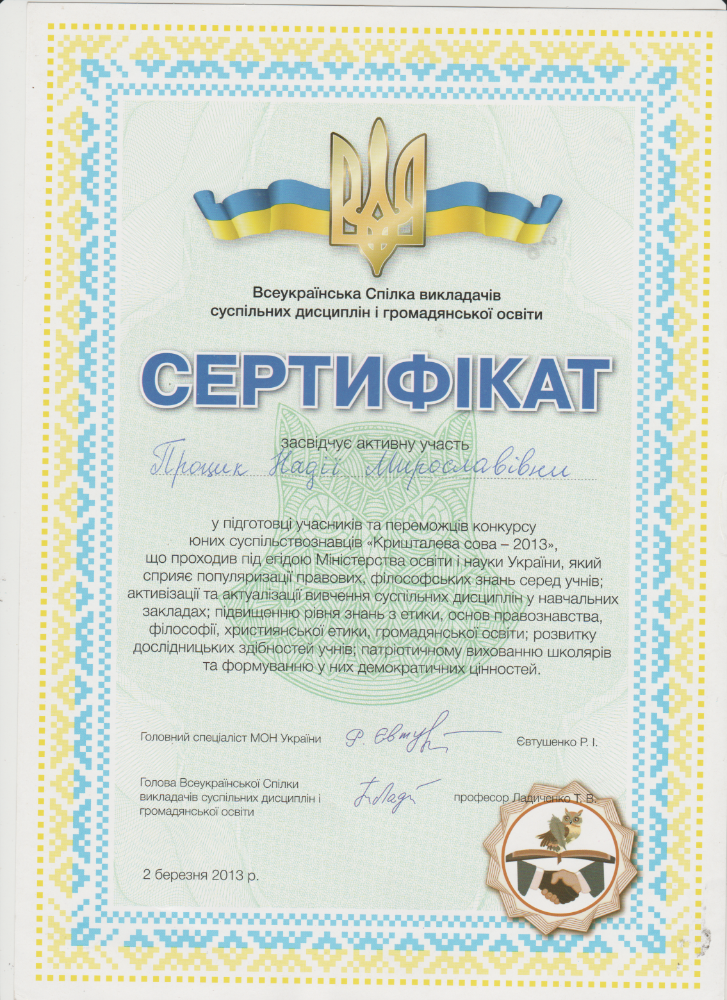 Всеукраїнська Спілка викладачів
суспільних дисциплін і громадянської освіти
СЕРТИФІКАТ
засвідчує активну участь
Процик Надії Мирославівни
у підготовці учасників та переможців конкурсу
юних суспільствознавців «Кришталева сова – 2013»,
що проходив під егідою Міністерства освіти і науки України, який
сприяє популяризації правових, філософських знань серед учнів;
активізації та актуалізації вивчення суспільних дисциплін у навчальних
закладах; підвищенню рівня знань з етики, основ правознавства,
філософії, християнської етики, громадянської освіти; розвитку
дослідницьких здібностей учнів; патріотичному вихованню школярів
та формуванню у них демократичних цінностей.
Головний спеціаліст МОН України Євтушенко Р. І.
Голова Всеукраїнської Спілки
викладачів суспільних дисциплін і професор Ладиченко Т. В.
громадянської освіти
2 березня 2013 р.